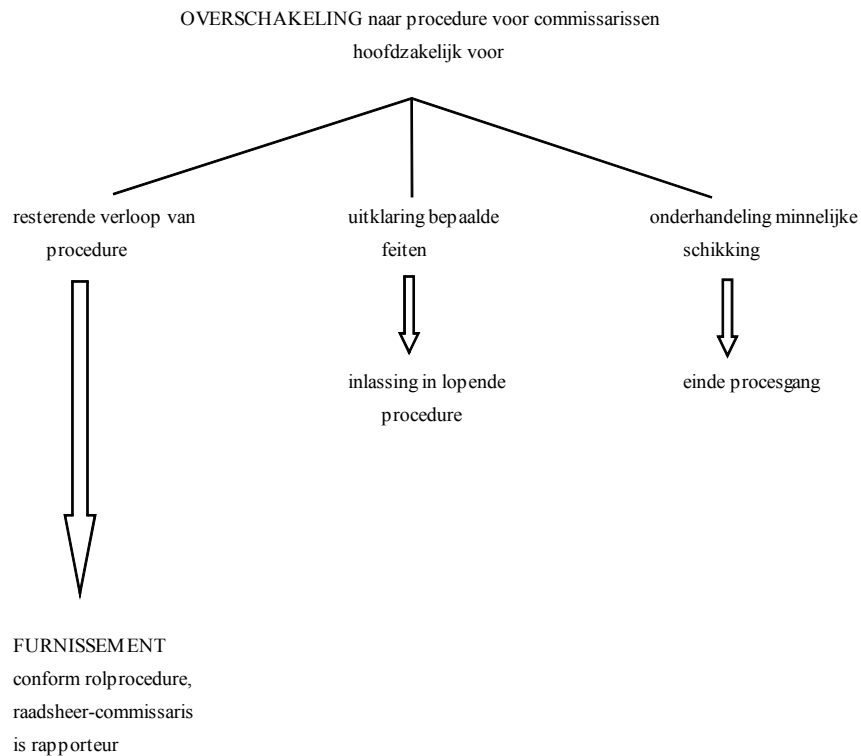 OVERSCHAKELING naar procedure voor commissarissen
hoofdzakelijk voor
resterende verloop van
procedure
uitklaring bepaalde
feiten
onderhandeling minnelijke
schikking
inlassing in lopende
procedure
einde procesgang
FURNISSEMENT
conform rolprocedure,
raadsheer-commissaris
is rapporteur